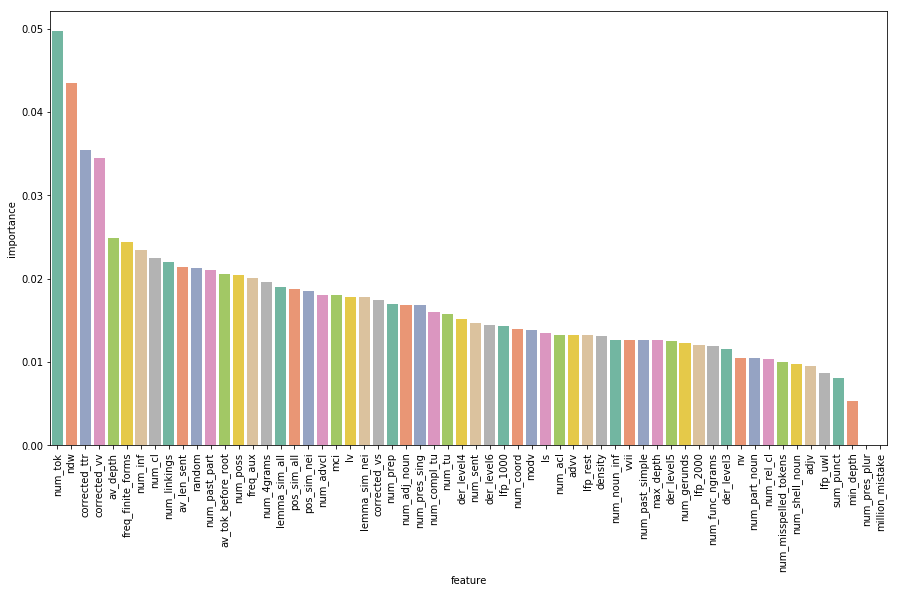 0.05
0.04
0.03
0.02
0.01
0.00
importance
num_tok
ndw
corrected_ttr
corrected_vv
av_depth
freq_finite_forms
num_inf
num_cl
num_linkings
av_len_sent
random
num_past_part
av_tok_before_root
num_poss
freq_aux
num_4grams
lemma_sim_all
pos_sim_all
pos_sim_nei
num_advcl
mci
lv
lemma_sim_nei
corrected_vs
num_prep
num_adj_noun
num_pres_sing
num_compl_tu
num_tu
der_level4
num_sent
der_level6
lfp_1000
num_coord
modv
ls
num_acl
advv
lfp_rest
density
num_noun_inf
vvii
num_past_simple
max_depth
der_level5
num_gerunds
lfp_2000
num_func_ngrams
der_level3
nv
num_part_noun
num_rel_cl
num_misspelled_tokens
num_shell_noun
adjv
lfp_uwl
sum_punct
min_depth
num_pres_plur
million_mistake
feature